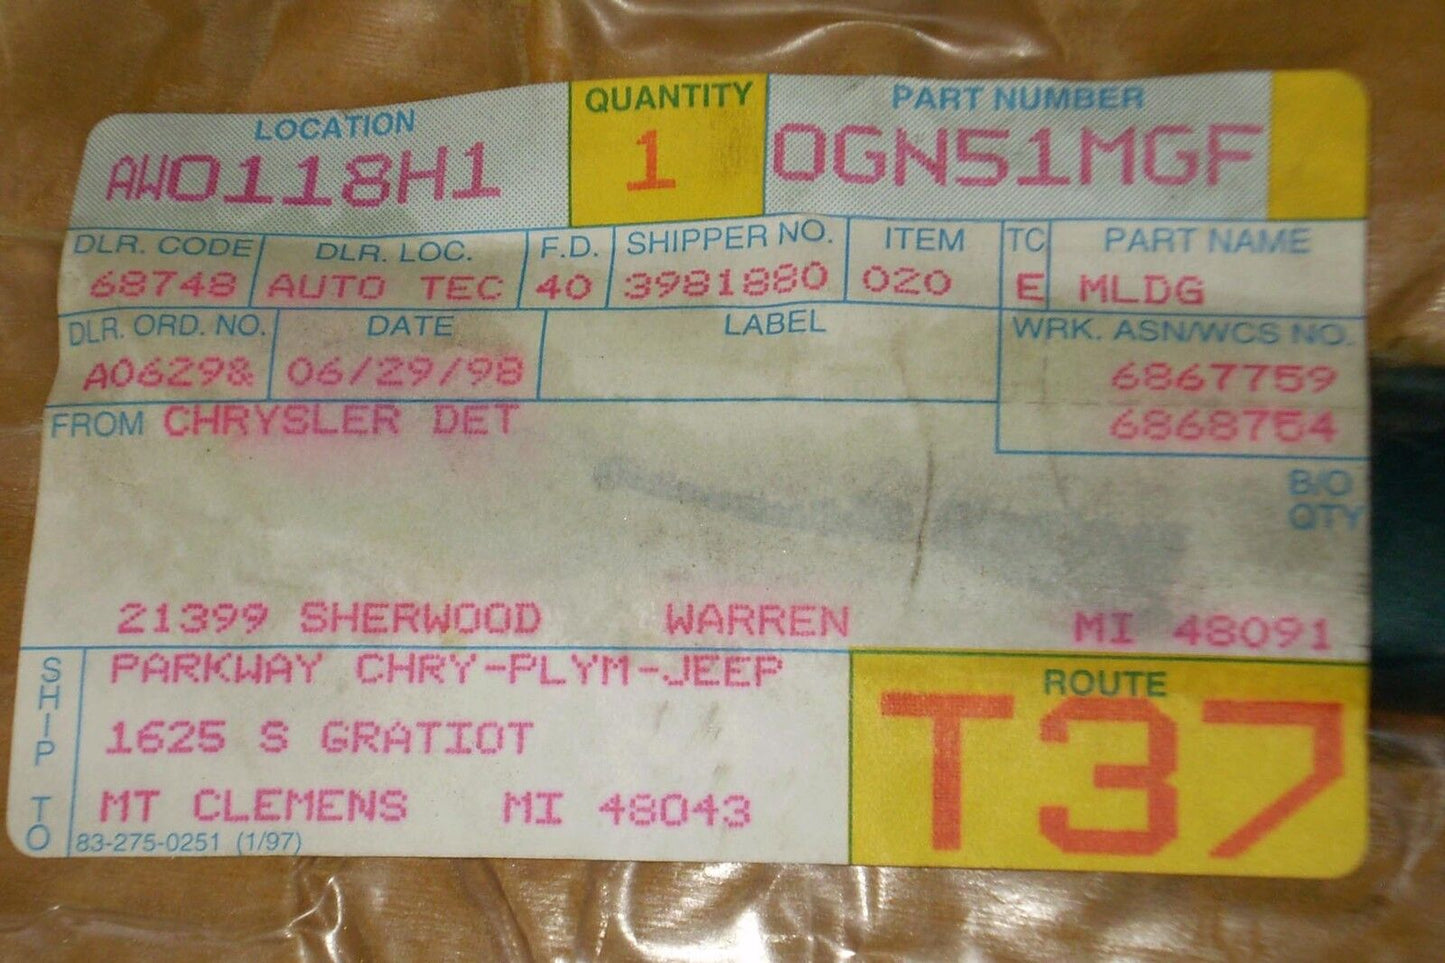 LOCATION QUANTITY PART NUMBER
AW0118H1 1 0GN51MGF
DLR. CODE DLR. LOC. F.D. SHIPPER NO. ITEM TC PART NAME
68748 AUTO TEC 40 3981880 020 E MLDG
DLR. ORD. NO. DATE LABEL WRK. ASN/WCS NO.
A0629& 06/29/98 6867759
6868754
FROM CHRYSLER DET
B/O
QTY
21399 SHERWOOD WARREN MI 48091
SHIP TO
PARKWAY CHRY-PLYM-JEEP
1625 S GRATIOT
MT CLEMENS MI 48043
83-275-0251 (1/97)
ROUTE
T37